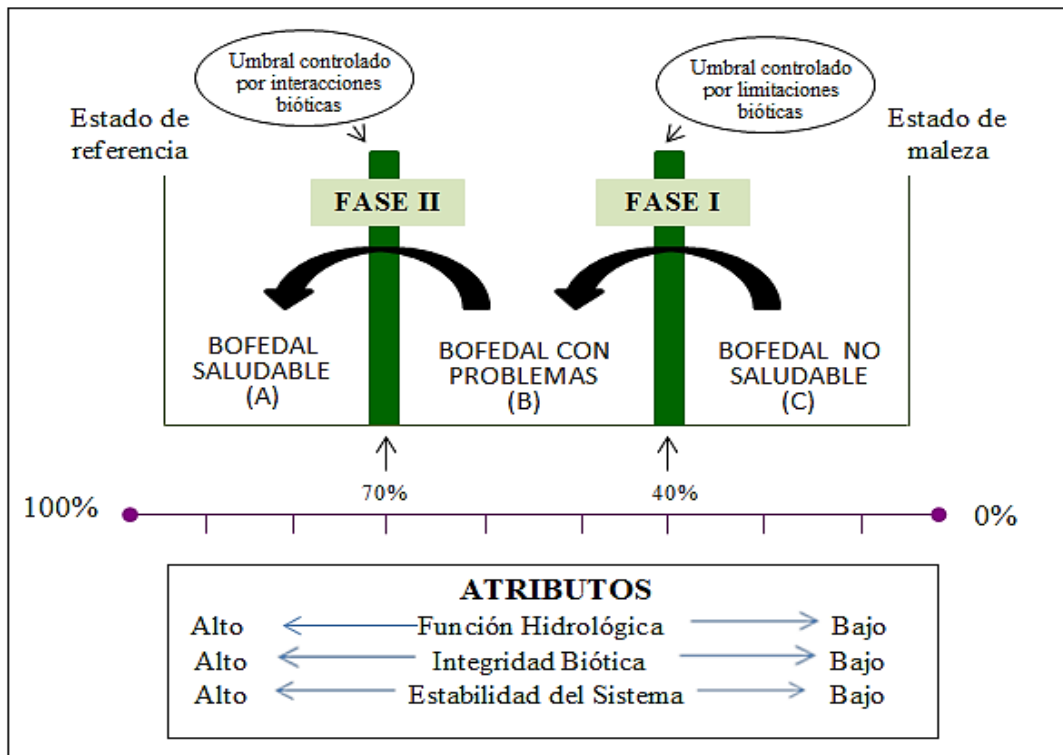 Umbral controlado
por interacciones
bióticas
Umbral controlado
por limitaciones
bióticas
Estado de
referencia
Estado de
maleza
FASE II
FASE I
BOFEDAL
SALUDABLE
(A)
BOFEDAL CON
PROBLEMAS
(B)
BOFEDAL NO
SALUDABLE
(C)
70%
40%
100%
0%
ATRIBUTOS
Alto Función Hidrológica Bajo
Alto Integridad Biótica Bajo
Alto Estabilidad del Sistema Bajo